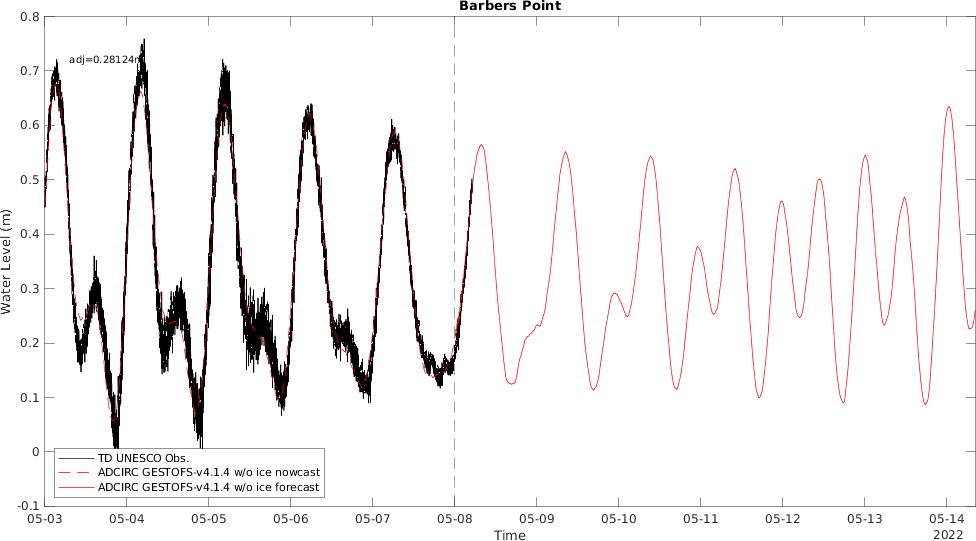 Barbers Point
0.8
0.7
0.6
0.5
0.4
0.3
0.2
0.1
0
-0.1
Water Level (m)
adj=0.28124m
TD UNESCO Obs.
ADCIRC GESTOFS-v4.1.4 w/o ice nowcast
ADCIRC GESTOFS-v4.1.4 w/o ice forecast
05-03 05-04 05-05 05-06 05-07 05-08 05-09 05-10 05-11 05-12 05-13 05-14
Time
2022